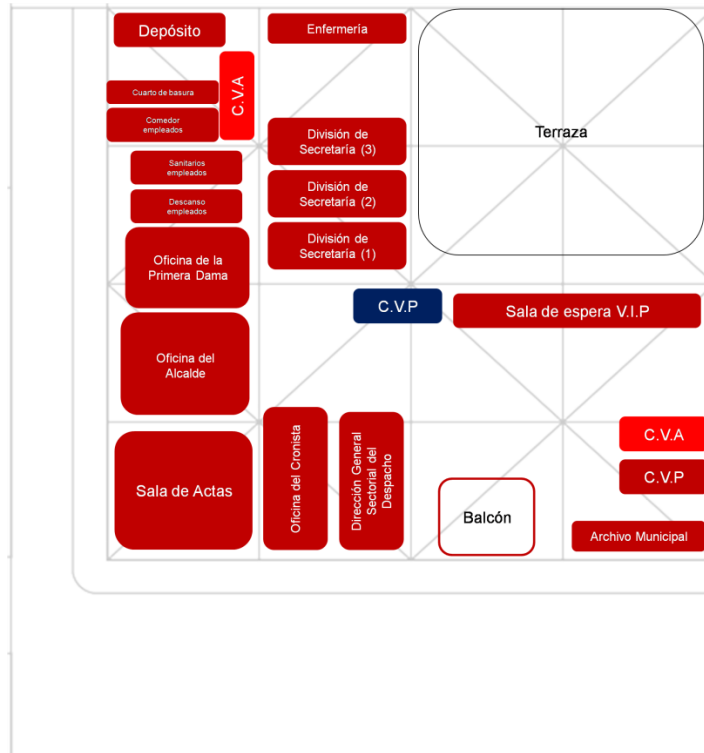 Depósito
Enfermería
C.V.A
Cuarto de basura
Comedor
empleados
Terraza
División de
Secretaría (3)
Sanitarios
empleados
División de
Secretaría (2)
Descanso
empleados
División de
Secretaría (1)
Oficina de la
Primera Dama
C.V.P
Sala de espera V.I.P
Oficina del
Alcalde
Sala de Actas
Oficina del Cronista
Dirección General
Sectorial del
Despacho
C.V.A
C.V.P
Balcón
Archivo Municipal